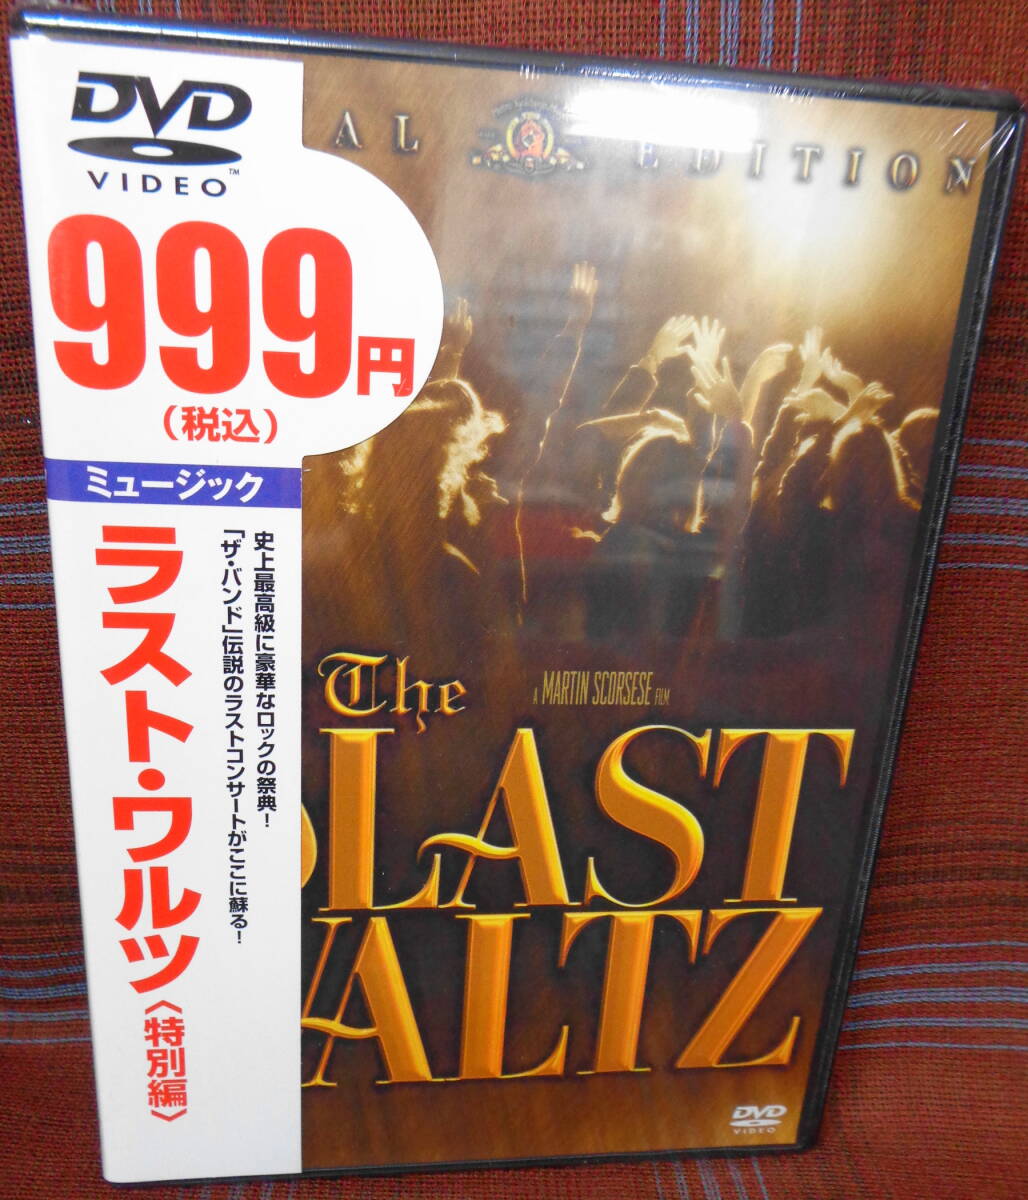 DVD
VIDEO™
999円
(税込)
ミュージック
史上最高級に豪華なロックの祭典!
「ザ・バンド」伝説のラストコンサートがここに蘇る!
ラスト・ワルツ〈特別編〉
AL EDITION
The
A MARTIN SCORSESE FILM
LAST
WALTZ
DVD
VIDEO